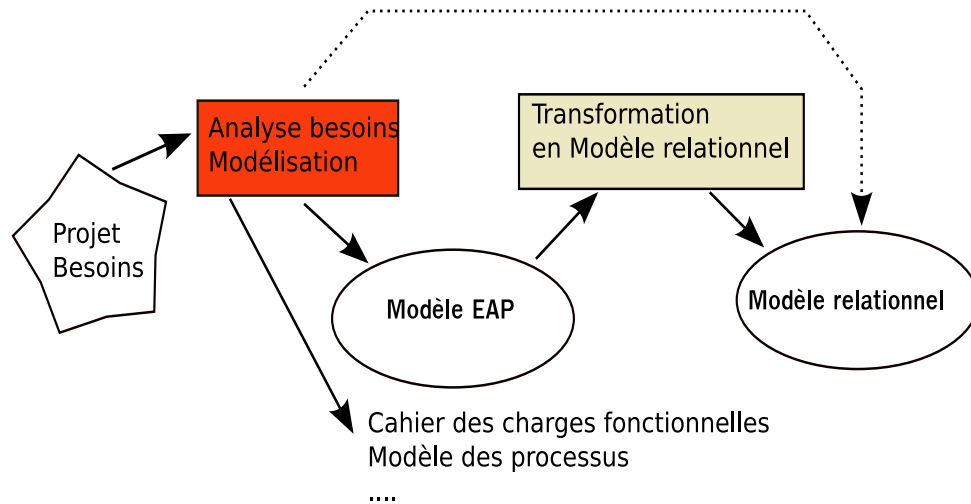 Analyse besoins
Modélisation
Transformation
en Modèle relationnel
Projet
Besoins
Modèle EAP
Modèle relationnel
Cahier des charges fonctionnelles
Modèle des processus
....